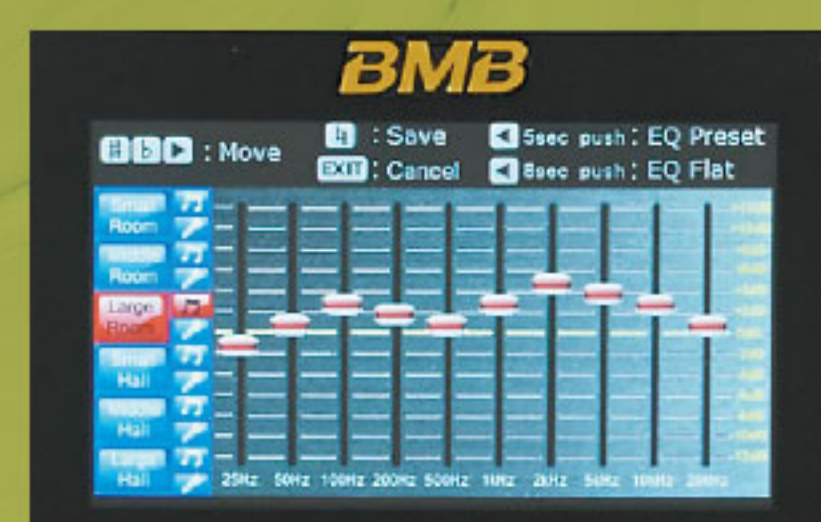 BMB
♯ ♭ ▶ : Move
♮ : Save
◀ 5sec push : EQ Preset
EXIT : Cancel
◀ 8sec push : EQ Flat
Small
Room
Middle
Room
Large
Room
Small
Hall
Middle
Hall
Large
Hall
25Hz 50Hz 100Hz 200Hz 500Hz 1kHz 2kHz 5kHz 10kHz 20kHz